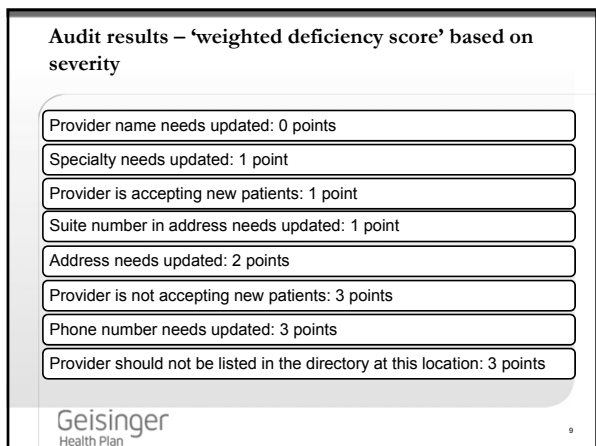 Audit results – ‘weighted deficiency score’ based on
severity
Provider name needs updated: 0 points
Specialty needs updated: 1 point
Provider is accepting new patients: 1 point
Suite number in address needs updated: 1 point
Address needs updated: 2 points
Provider is not accepting new patients: 3 points
Phone number needs updated: 3 points
Provider should not be listed in the directory at this location: 3 points
Geisinger
Health Plan
9